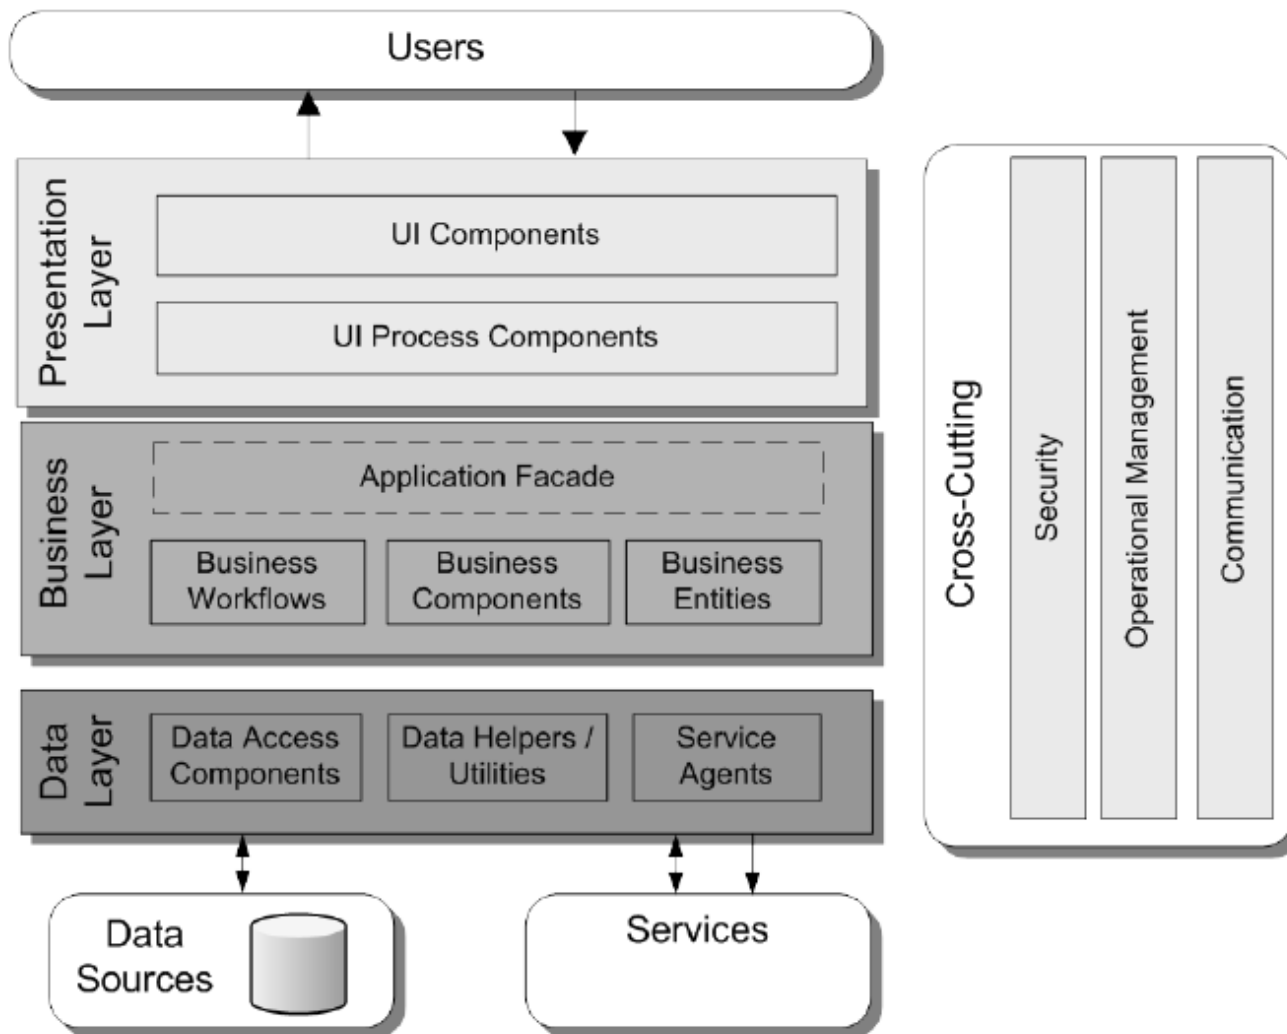 Users
Presentation
Layer
UI Components
UI Process Components
Business
Layer
Application Facade
Business
Workflows
Business
Components
Business
Entities
Data
Layer
Data Access
Components
Data Helpers /
Utilities
Service
Agents
Data
Sources
Services
Cross-Cutting
Security
Operational Management
Communication